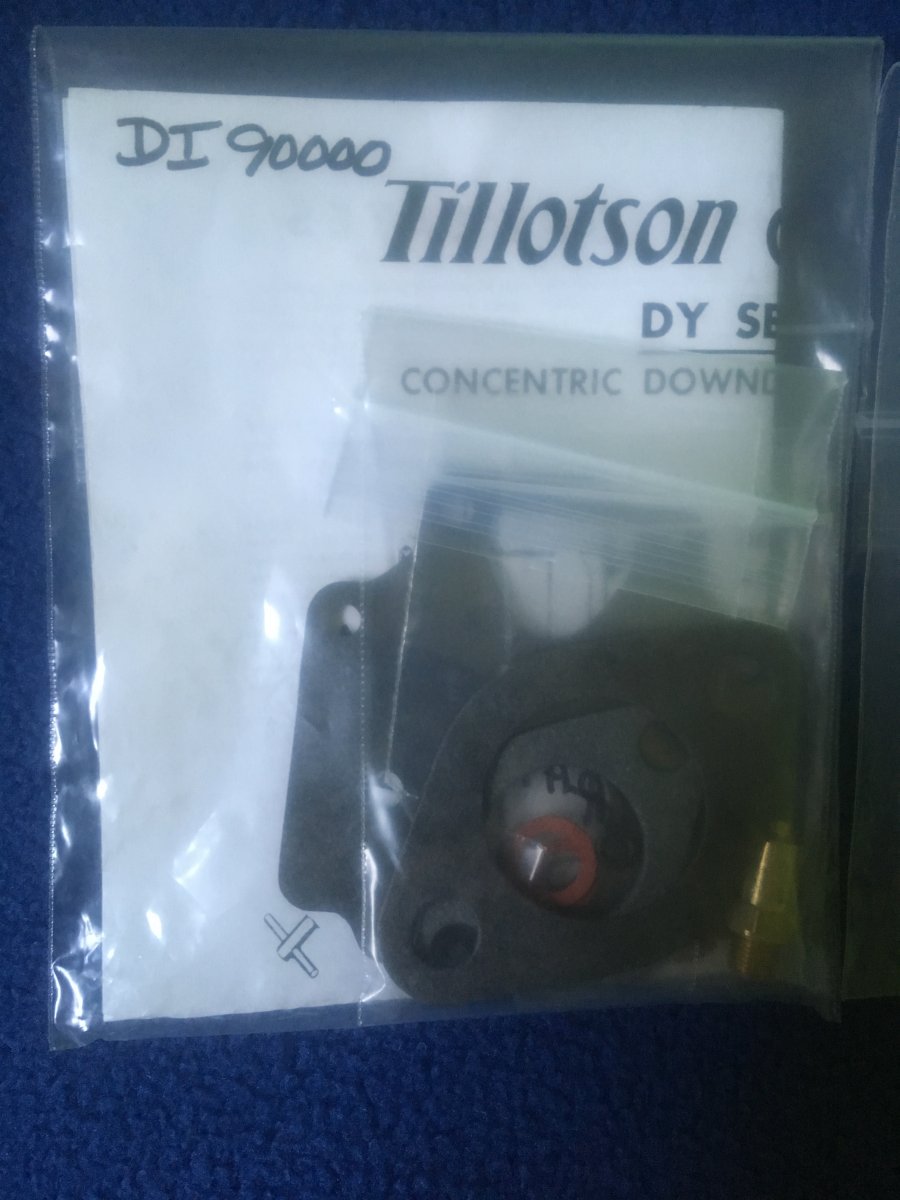 DI 90000
Tillotson
DY SE
CONCENTRIC DOWND